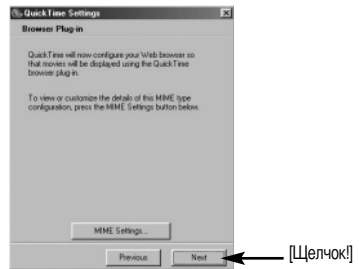 QuickTime Settings
Browser Plug-in
QuickTime will now configure your Web browser so
that movies will be displayed using the QuickTime
browser plug in.
To view or customize the details of this MIME type
configuration, press the MIME Settings button below.
MIME Settings...
Previous
Next
[Щелчок!]